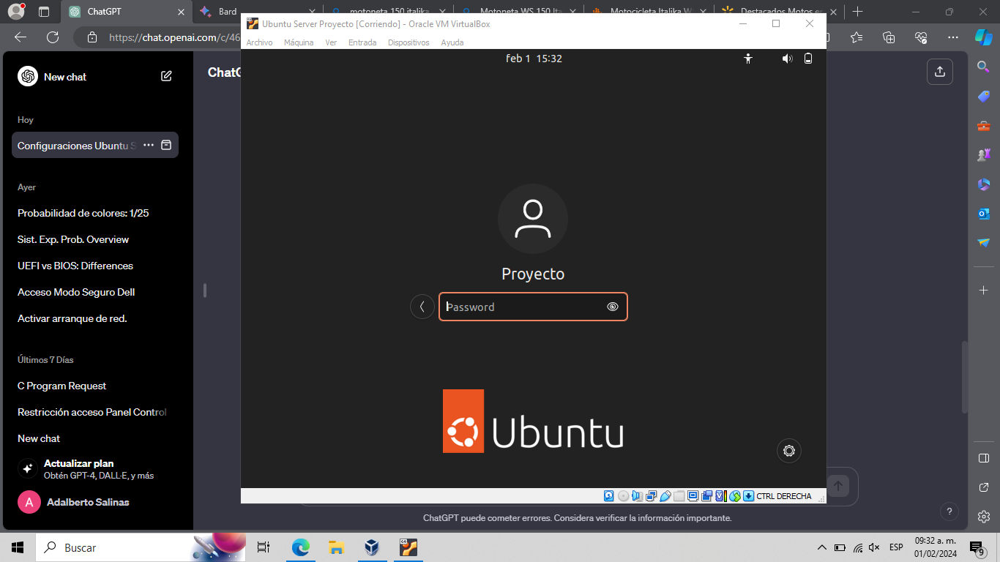 ChatGPT
Bard
motoneta 150 italika
Motoneta WS 150 Ita
Motocicleta Italika W
Destacados Motos e
https://chat.openai.com/c/46
Ubuntu Server Proyecto [Corriendo] - Oracle VM VirtualBox
Archivo Máquina Ver Entrada Dispositivos Ayuda
feb 1 15:32
New chat
ChatG
Hoy
Configuraciones Ubuntu S
Ayer
Probabilidad de colores: 1/25
Sist. Exp. Prob. Overview
UEFI vs BIOS: Differences
Acceso Modo Seguro Dell
Activar arranque de red.
Últimos 7 Días
C Program Request
Restricción acceso Panel Control
New chat
Actualizar plan
Obtén GPT-4, DALL·E, y más
A Adalberto Salinas
Proyecto
Password
Ubuntu
CTRL DERECHA
ChatGPT puede cometer errores. Considera verificar la información importante.
?
Buscar
64
ESP
09:32 a. m.
01/02/2024
9